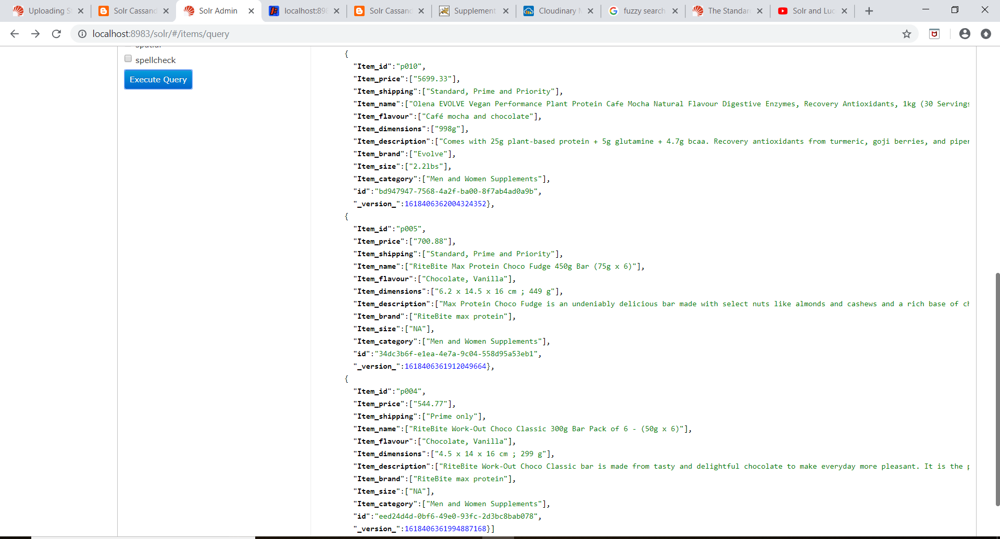 Uploading S
Solr Cassand
Solr Admin
localhost:898
Solr Cassand
Supplement
Cloudinary
fuzzy search
The Standar
Solr and Luc
localhost:8983/solr/#/items/query
spellcheck
Execute Query
{
"Item_id":"p010",
"Item_price":["5699.33"],
"Item_shipping":["Standard, Prime and Priority"],
"Item_name":["Olena EVOLVE Vegan Performance Plant Protein Cafe Mocha Natural Flavour Digestive Enzymes, Recovery Antioxidants, 1kg (30 Servings
"Item_flavour":["Café mocha and chocolate"],
"Item_dimensions":["998g"],
"Item_description":["Comes with 25g plant-based protein + 5g glutamine + 4.7g bcaa. Recovery antioxidants from turmeric, goji berries, and piper
"Item_brand":["Evolve"],
"Item_size":["2.2lbs"],
"Item_category":["Men and Women Supplements"],
"id":"bd947947-7568-4a2f-ba00-8f7ab4ad0a9b",
"_version_":1618406362004324352},
{
"Item_id":"p005",
"Item_price":["700.88"],
"Item_shipping":["Standard, Prime and Priority"],
"Item_name":["RiteBite Max Protein Choco Fudge 450g Bar (75g x 6)"],
"Item_flavour":["Chocolate, Vanilla"],
"Item_dimensions":["6.2 x 14.5 x 16 cm ; 449 g"],
"Item_description":["Max Protein Choco Fudge is an undeniably delicious bar made with select nuts like almonds and cashews and a rich base of ch
"Item_brand":["RiteBite max protein"],
"Item_size":["NA"],
"Item_category":["Men and Women Supplements"],
"id":"34dc3b6f-e1ea-4e7a-9c04-558d95a53eb1",
"_version_":1618406361912049664},
{
"Item_id":"p004",
"Item_price":["544.77"],
"Item_shipping":["Prime only"],
"Item_name":["RiteBite Work-Out Choco Classic 300g Bar Pack of 6 - (50g x 6)"],
"Item_flavour":["Chocolate, Vanilla"],
"Item_dimensions":["4.5 x 14 x 16 cm ; 299 g"],
"Item_description":["RiteBite Work-Out Choco Classic bar is made from tasty and delightful chocolate to make everyday more pleasant. It is the p
"Item_brand":["RiteBite max protein"],
"Item_size":["NA"],
"Item_category":["Men and Women Supplements"],
"id":"eed24d4d-0bf6-49e0-93fc-2d3bc8bab078",
"_version_":1618406361994887168}]